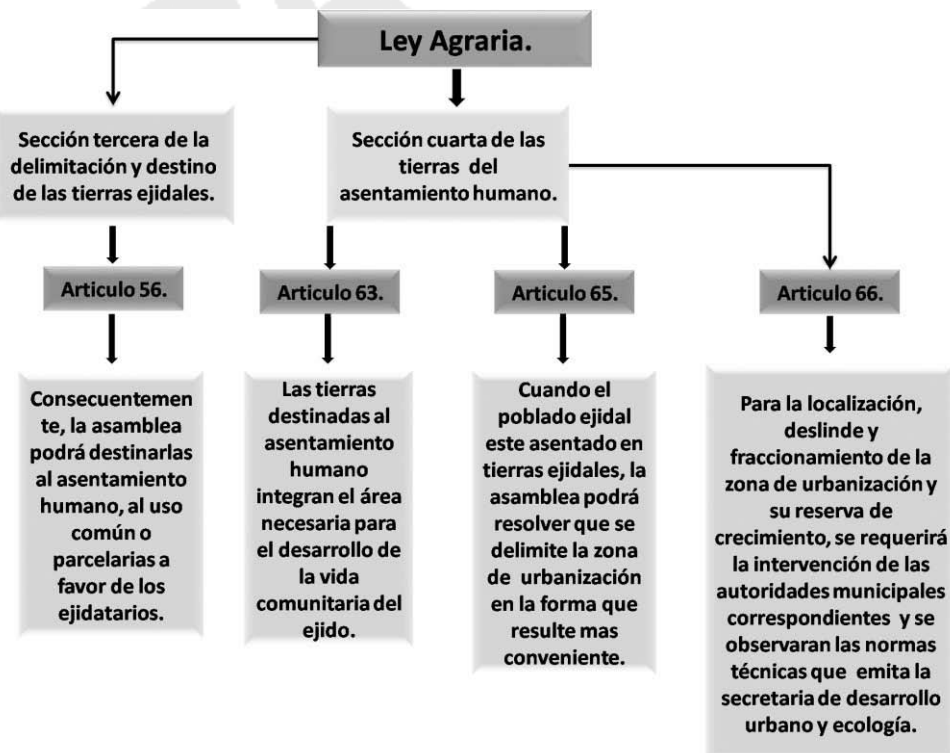 Ley Agraria.
Sección tercera de la
delimitación y destino
de las tierras ejidales.
Sección cuarta de las
tierras del
asentamiento humano.
Articulo 56.
Articulo 63.
Articulo 65.
Articulo 66.
Consecuentemen
te, la asamblea
podrá destinarlas
al asentamiento
humano, al uso
común o
parcelarias a
favor de los
ejidatarios.
Las tierras
destinadas al
asentamiento
humano
integran el área
necesaria para
el desarrollo de
la vida
comunitaria del
ejido.
Cuando el
poblado ejidal
este asentado en
tierras ejidales, la
asamblea podrá
resolver que se
delimite la zona
de urbanización
en la forma que
resulte mas
conveniente.
Para la localización,
deslinde y
fraccionamiento de la
zona de urbanización y
su reserva de
crecimiento, se requerirá
la intervención de las
autoridades municipales
correspondientes y se
observaran las normas
técnicas que emita la
secretaria de desarrollo
urbano y ecología.